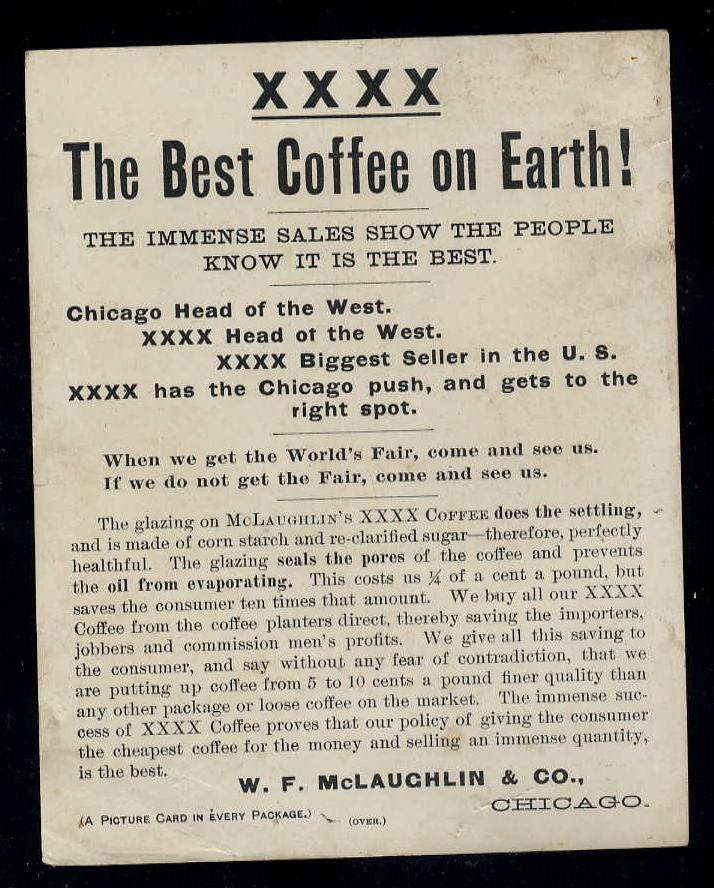 XXXX
The Best Coffee on Earth!
THE IMMENSE SALES SHOW THE PEOPLE
KNOW IT IS THE BEST.
Chicago Head of the West.
XXXX Head of the West.
XXXX Biggest Seller in the U. S.
XXXX has the Chicago push, and gets to the
right spot.
When we get the World's Fair, come and see us.
If we do not get the Fair, come and see us.
The glazing on McLAUGHLIN'S XXXX COFFEE does the settling,
and is made of corn starch and re-clarified sugar—therefore, perfectly
healthful. The glazing seals the pores of the coffee and prevents
the oil from evaporating. This costs us ¼ of a cent a pound, but
saves the consumer ten times that amount. We buy all our XXXX
Coffee from the coffee planters direct, thereby saving the importers,
jobbers and commission men's profits. We give all this saving to
the consumer, and say without any fear of contradiction, that we
are putting up coffee from 5 to 10 cents a pound finer quality than
any other package or loose coffee on the market. The immense suc-
cess of XXXX Coffee proves that our policy of giving the consumer
the cheapest coffee for the money and selling an immense quantity,
is the best.
W. F. McLAUGHLIN & CO.,
CHICAGO.
(A PICTURE CARD IN EVERY PACKAGE.) (OVER.)